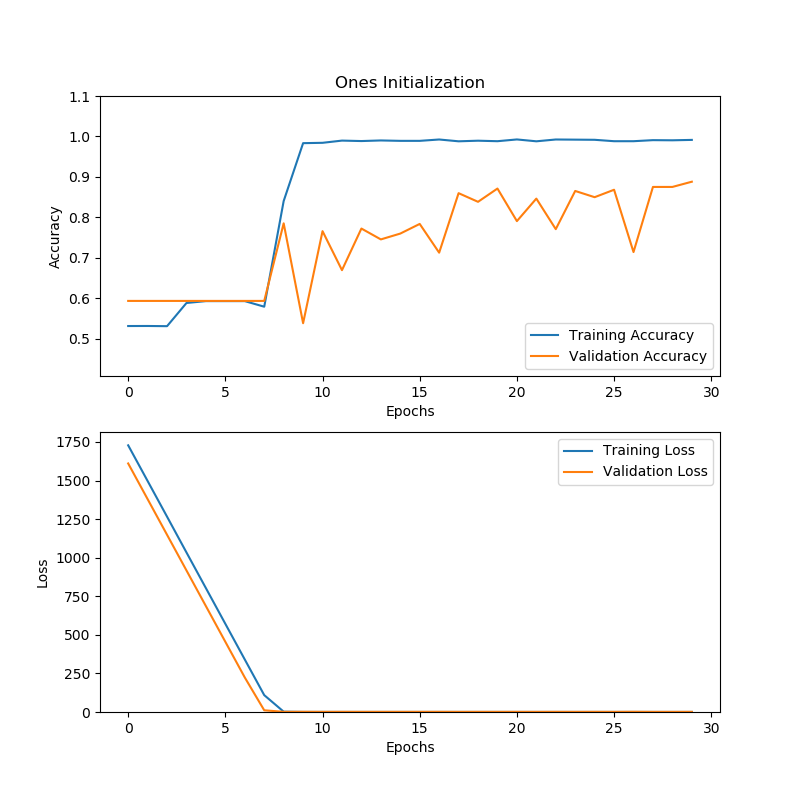 Ones Initialization
1.1
1.0
0.9
0.8
0.7
0.6
0.5
Accuracy
Training Accuracy
Validation Accuracy
0 5 10 15 20 25 30
Epochs
1750
1500
1250
1000
750
500
250
0
Loss
Training Loss
Validation Loss
0 5 10 15 20 25 30
Epochs